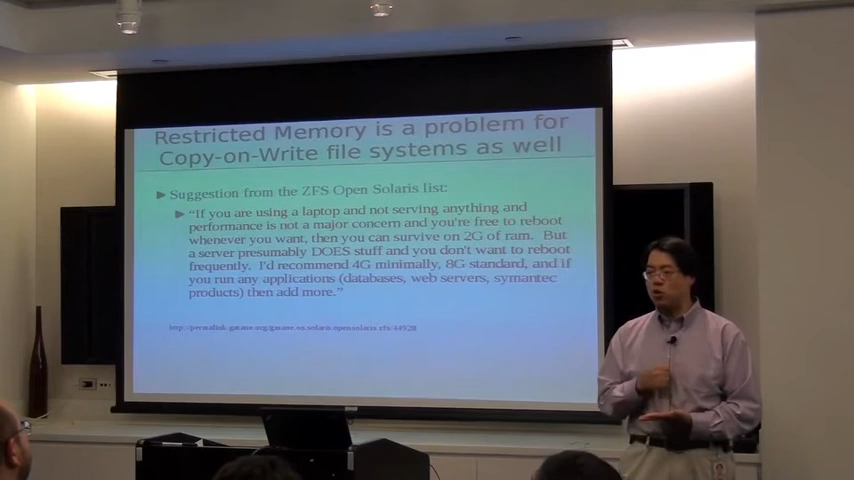 Restricted Memory is a problem for
Copy-on-Write file systems as well
Suggestion from the ZFS Open Solaris list:
“If you are using a laptop and not serving anything and
performance is not a major concern and you're free to reboot
whenever you want, then you can survive on 2G of ram.  But
a server presumably DOES stuff and you don't want to reboot
frequently.  I'd recommend 4G minimally, 8G standard, and if
you run any applications (databases, web servers, symantec
products) then add more.”